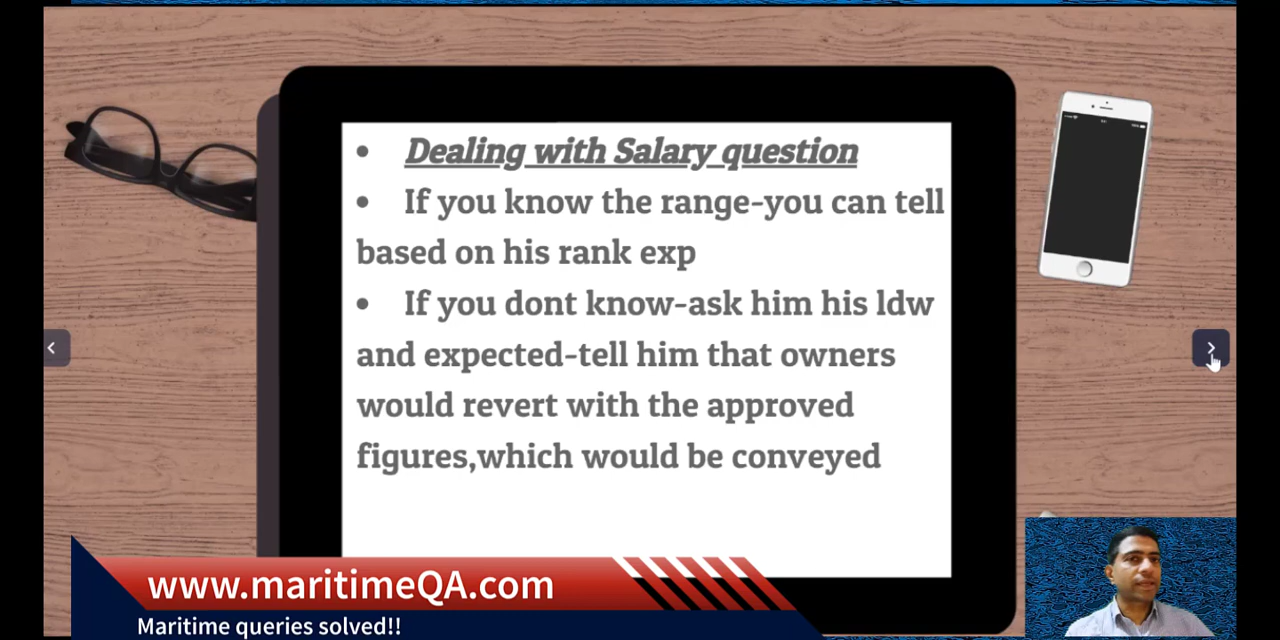 • Dealing with Salary question
• If you know the range-you can tell
based on his rank exp
• If you dont know-ask him his ldw
and expected-tell him that owners
would revert with the approved
figures,which would be conveyed
www.maritimeQA.com
Maritime queries solved!!